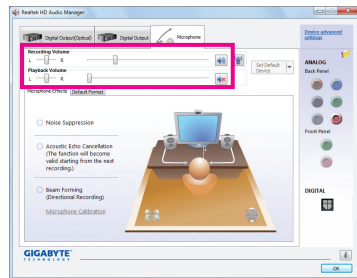 Realtek HD Audio Manager
Digital Output(Optical)
Digital Output
Microphone
Device advanced
settings
Recording Volume
L
R
Set Default
Device
Playback Volume
L
R
ANALOG
Back Panel
Microphone Effects
Default Format
Noise Suppression
Acoustic Echo Cancellation
(The function will become
valid starting from the next
recording.)
Front Panel
Beam Forming
(Directional Recording)
Microphone Calibration
DIGITAL
GIGABYTE
TECHNOLOGY
OK